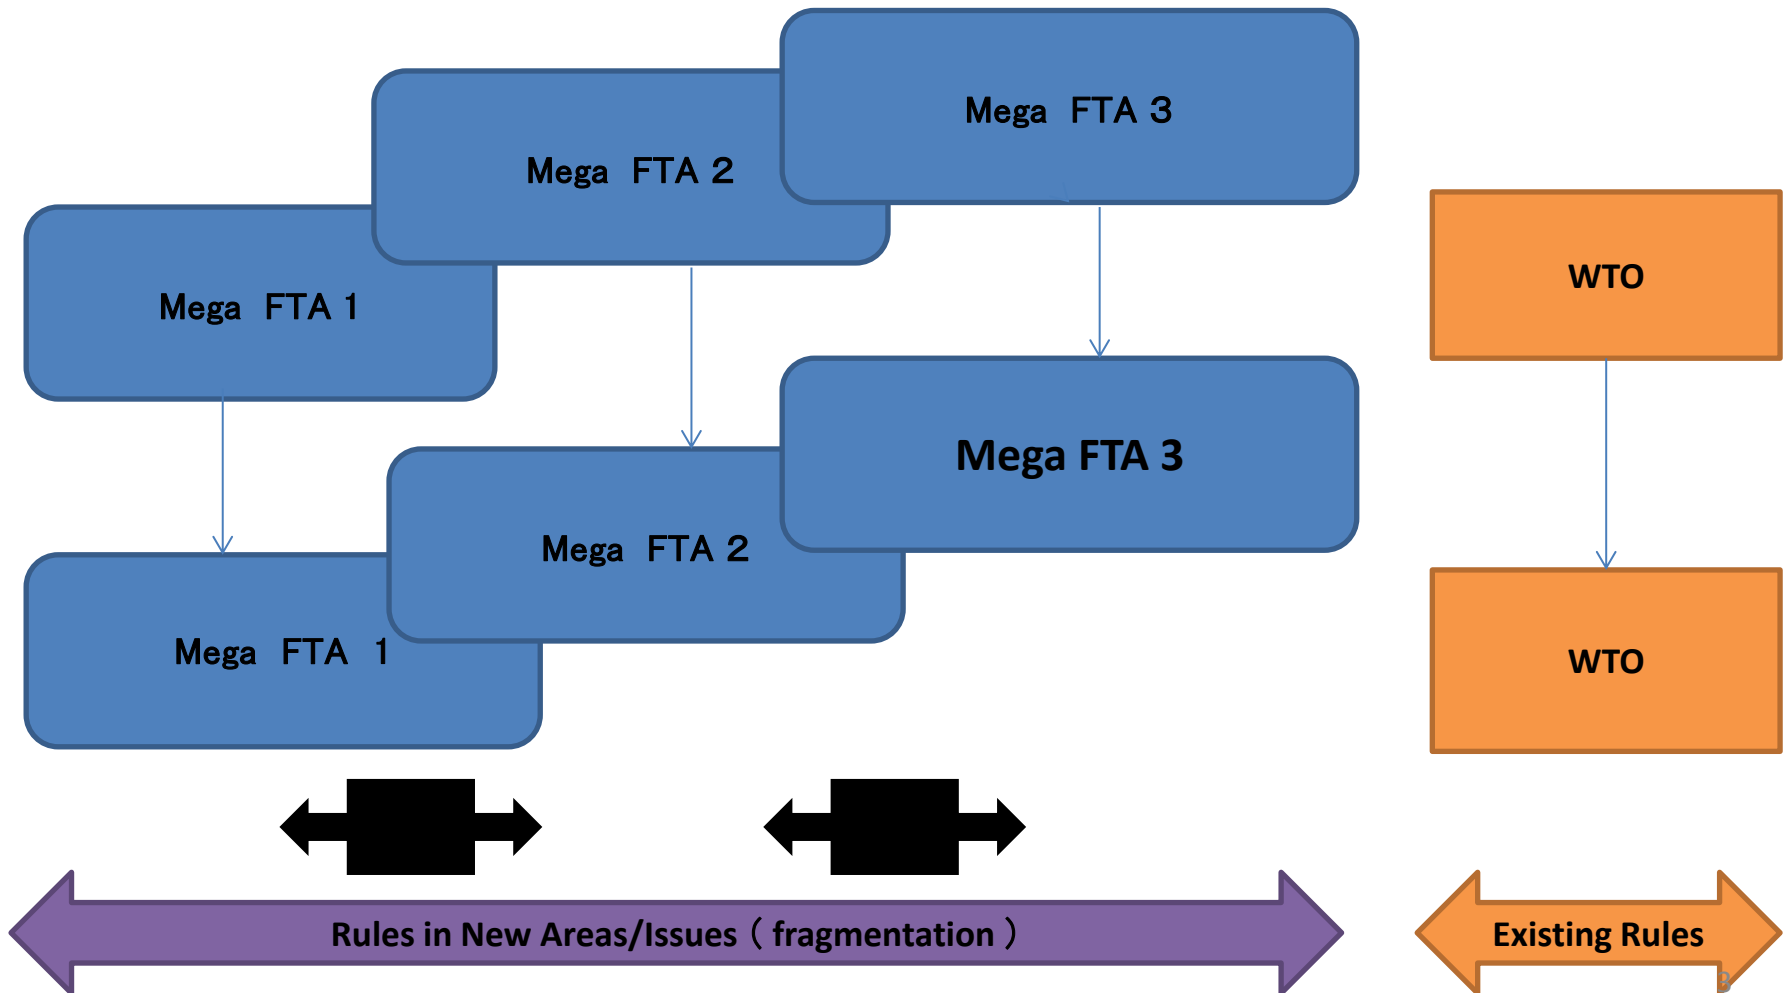 Mega FTA 3
Mega FTA 2
Mega FTA 1
WTO
Mega FTA 3
Mega FTA 2
Mega FTA 1
WTO
Rules in New Areas/Issues（fragmentation）
Existing Rules
3